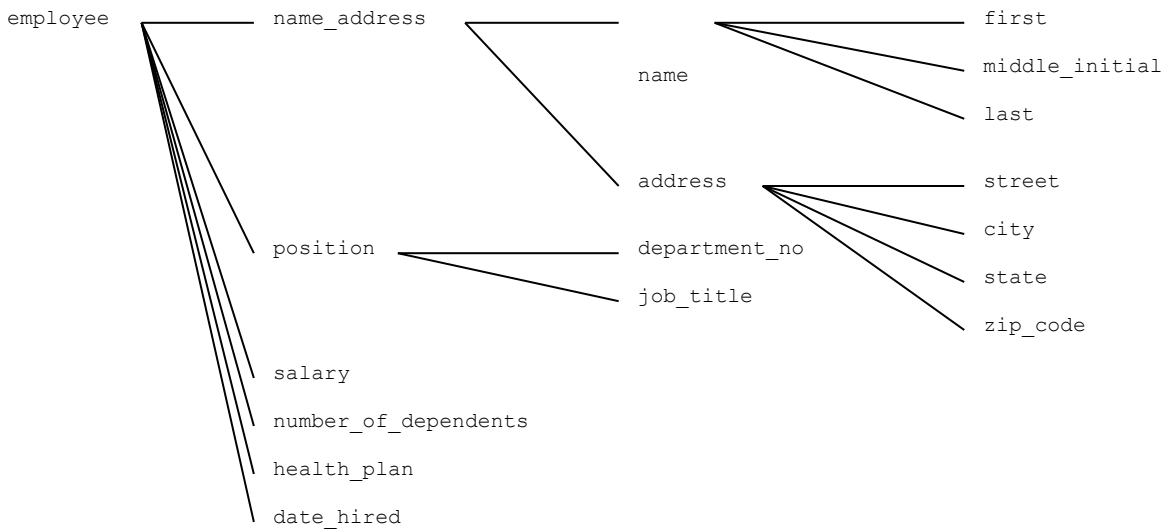 employee name_address first
middle_initial
name
last
address street
city
position department_no
state
job_title
zip_code
salary
number_of_dependents
health_plan
date_hired